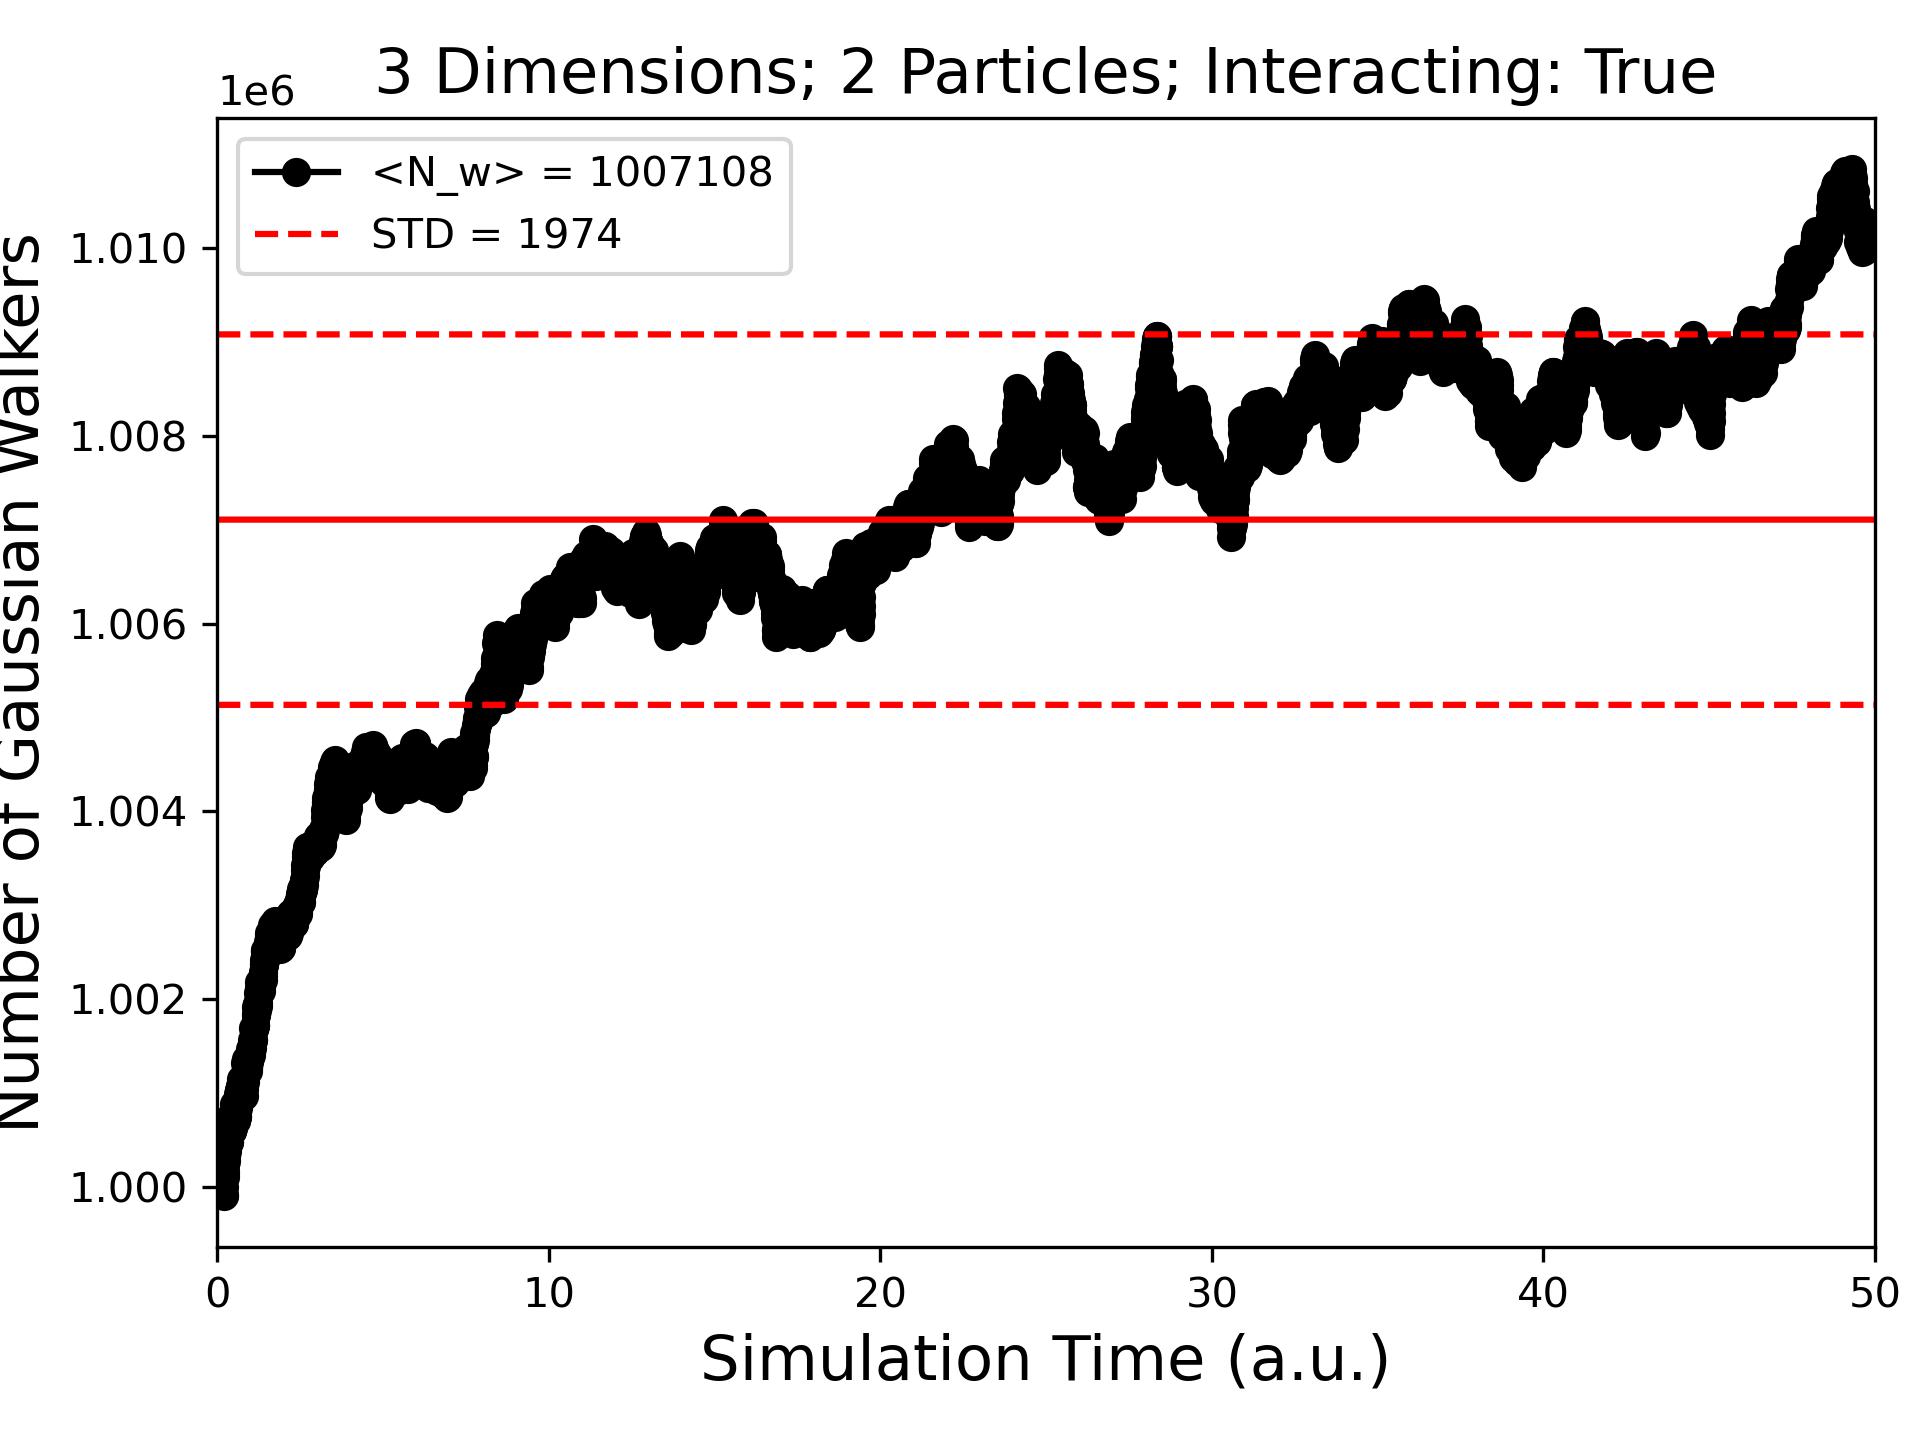 3 Dimensions; 2 Particles; Interacting: True
1e6
<N_w> = 1007108
STD = 1974
Number of Gaussian Walkers
1.010
1.008
1.006
1.004
1.002
1.000
0 10 20 30 40 50
Simulation Time (a.u.)